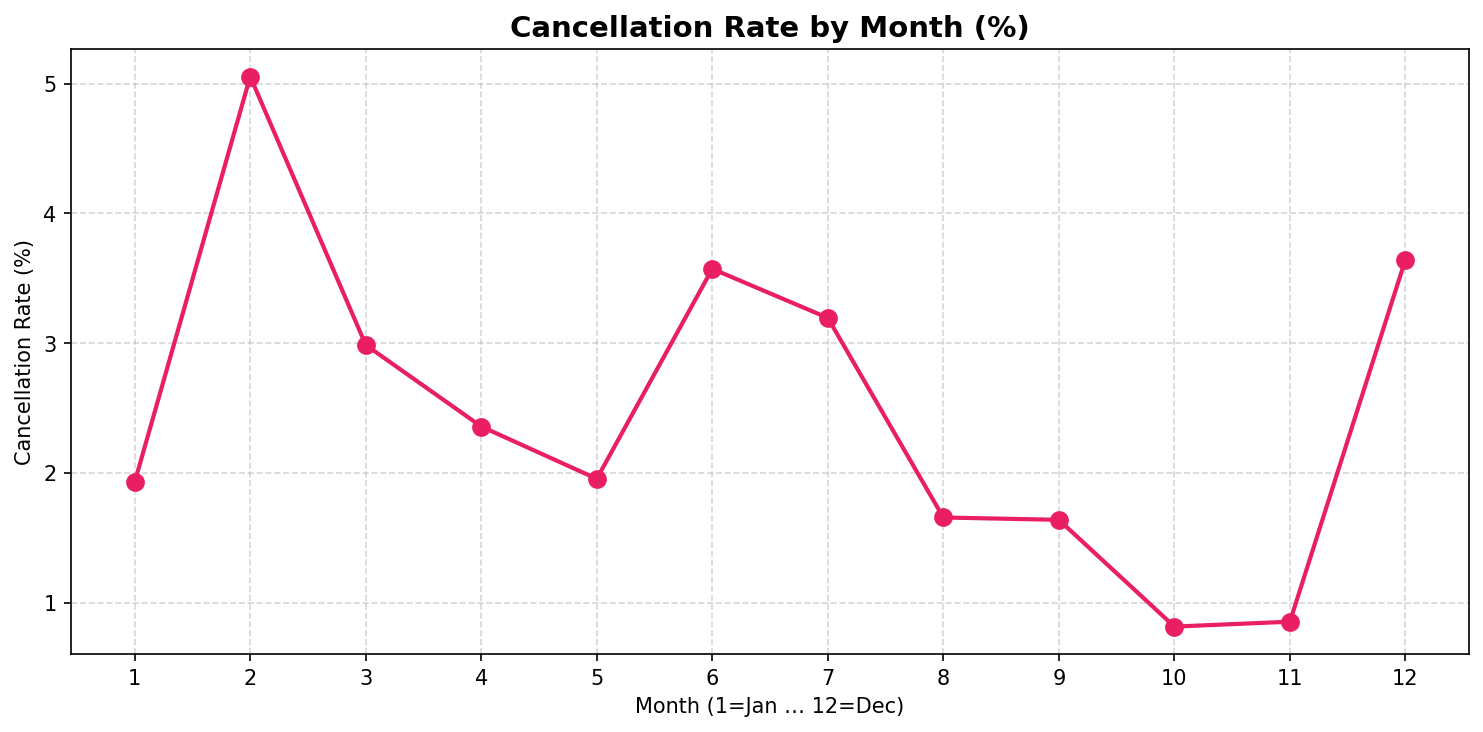 Cancellation Rate by Month (%)
Cancellation Rate (%)
5
4
3
2
1
1 2 3 4 5 6 7 8 9 10 11 12
Month (1=Jan ... 12=Dec)